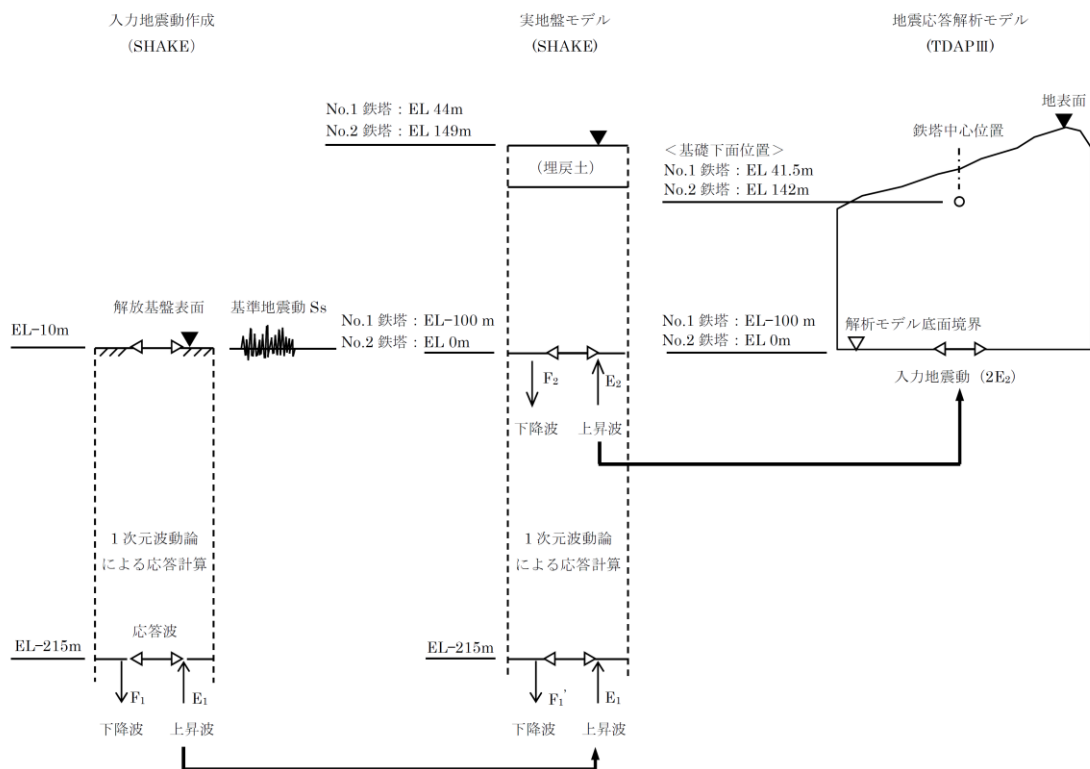 入力地震動作成
(SHAKE)
実地盤モデル
(SHAKE)
地震応答解析モデル
(TDAPⅢ)
No.1 鉄塔：EL 44m
No.2 鉄塔：EL 149m
(埋戻土)
地表面
鉄塔中心位置
＜基礎下面位置＞
No.1 鉄塔：EL 41.5m
No.2 鉄塔：EL 142m
解放基盤表面
基準地震動 Ss
EL-10m
No.1 鉄塔：EL-100 m
No.2 鉄塔：EL 0m
No.1 鉄塔：EL-100 m
No.2 鉄塔：EL 0m
解析モデル底面境界
入力地震動（2E₂）
F₂
E₂
下降波
上昇波
1次元波動論
による応答計算
1次元波動論
による応答計算
応答波
EL-215m
EL-215m
F₁
E₁
F₁'
E₁
下降波
上昇波
下降波
上昇波